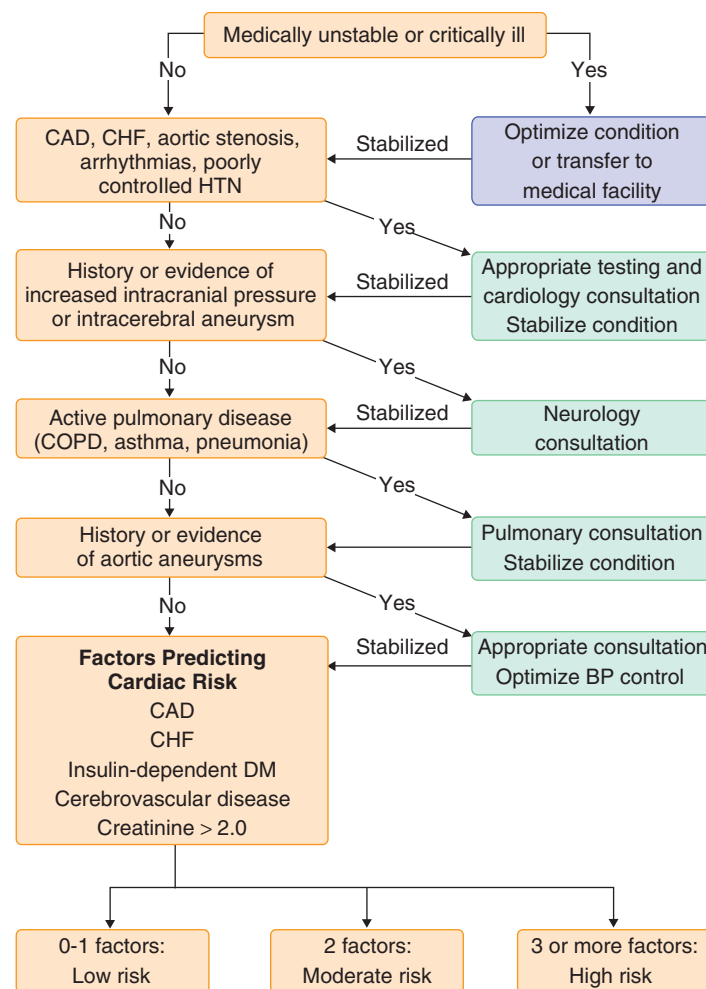 Medically unstable or critically ill
No
Yes
CAD, CHF, aortic stenosis,
arrhythmias, poorly
controlled HTN
Stabilized
Optimize condition
or transfer to
medical facility
No
Yes
History or evidence of
increased intracranial pressure
or intracerebral aneurysm
Stabilized
Appropriate testing and
cardiology consultation
Stabilize condition
No
Yes
Active pulmonary disease
(COPD, asthma, pneumonia)
Stabilized
Neurology
consultation
No
Yes
History or evidence
of aortic aneurysms
Pulmonary consultation
Stabilize condition
No
Yes
Factors Predicting
Cardiac Risk
CAD
CHF
Insulin-dependent DM
Cerebrovascular disease
Creatinine > 2.0
Stabilized
Appropriate consultation
Optimize BP control
0-1 factors:
Low risk
2 factors:
Moderate risk
3 or more factors:
High risk